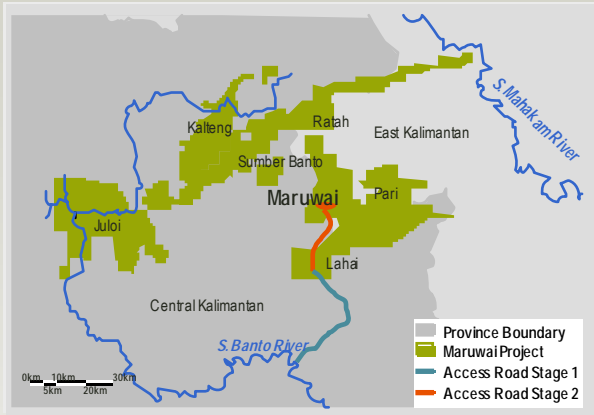 S. Mahakam River
Kalteng
Ratah
East Kalimantan
Sumber Banto
Maruwai
Pari
Juloi
Lahai
Central Kalimantan
S. Banto River
0km 10km 30km
5km 20km
Province Boundary
Maruwai Project
Access Road Stage 1
Access Road Stage 2